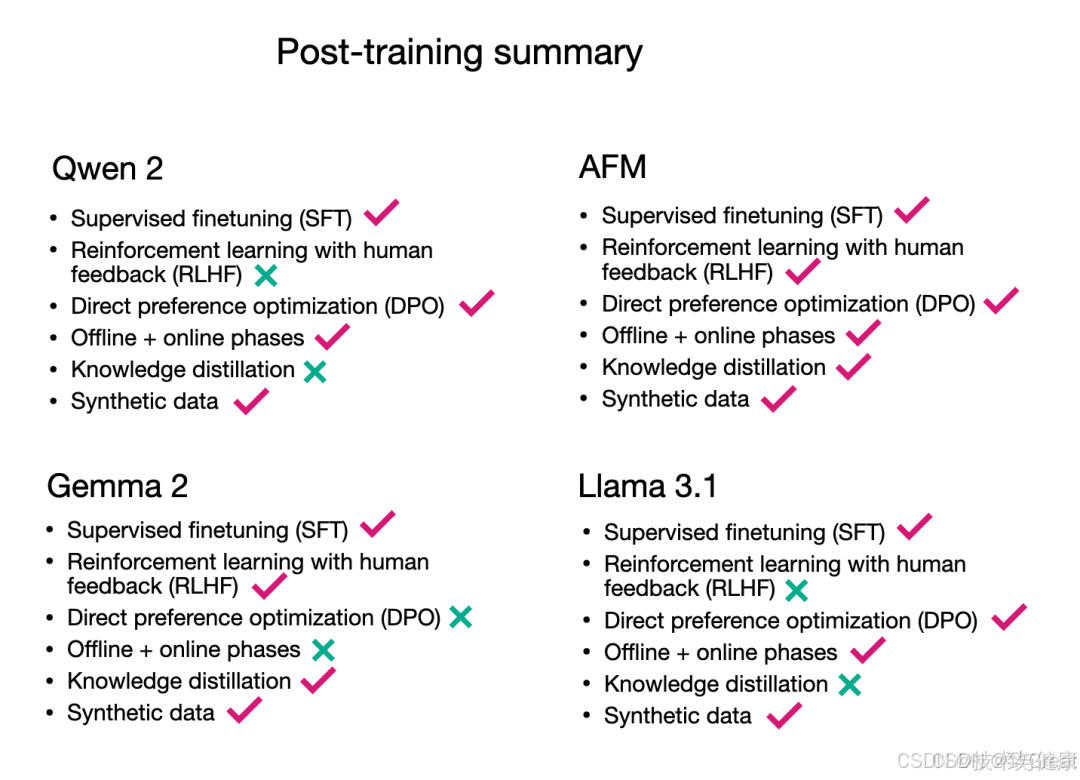 Post-training summary
Qwen 2
• Supervised finetuning (SFT)
• Reinforcement learning with human
feedback (RLHF)
• Direct preference optimization (DPO)
• Offline + online phases
• Knowledge distillation
• Synthetic data
AFM
• Supervised finetuning (SFT)
• Reinforcement learning with human
feedback (RLHF)
• Direct preference optimization (DPO)
• Offline + online phases
• Knowledge distillation
• Synthetic data
Gemma 2
• Supervised finetuning (SFT)
• Reinforcement learning with human
feedback (RLHF)
• Direct preference optimization (DPO)
• Offline + online phases
• Knowledge distillation
• Synthetic data
Llama 3.1
• Supervised finetuning (SFT)
• Reinforcement learning with human
feedback (RLHF)
• Direct preference optimization (DPO)
• Offline + online phases
• Knowledge distillation
• Synthetic data